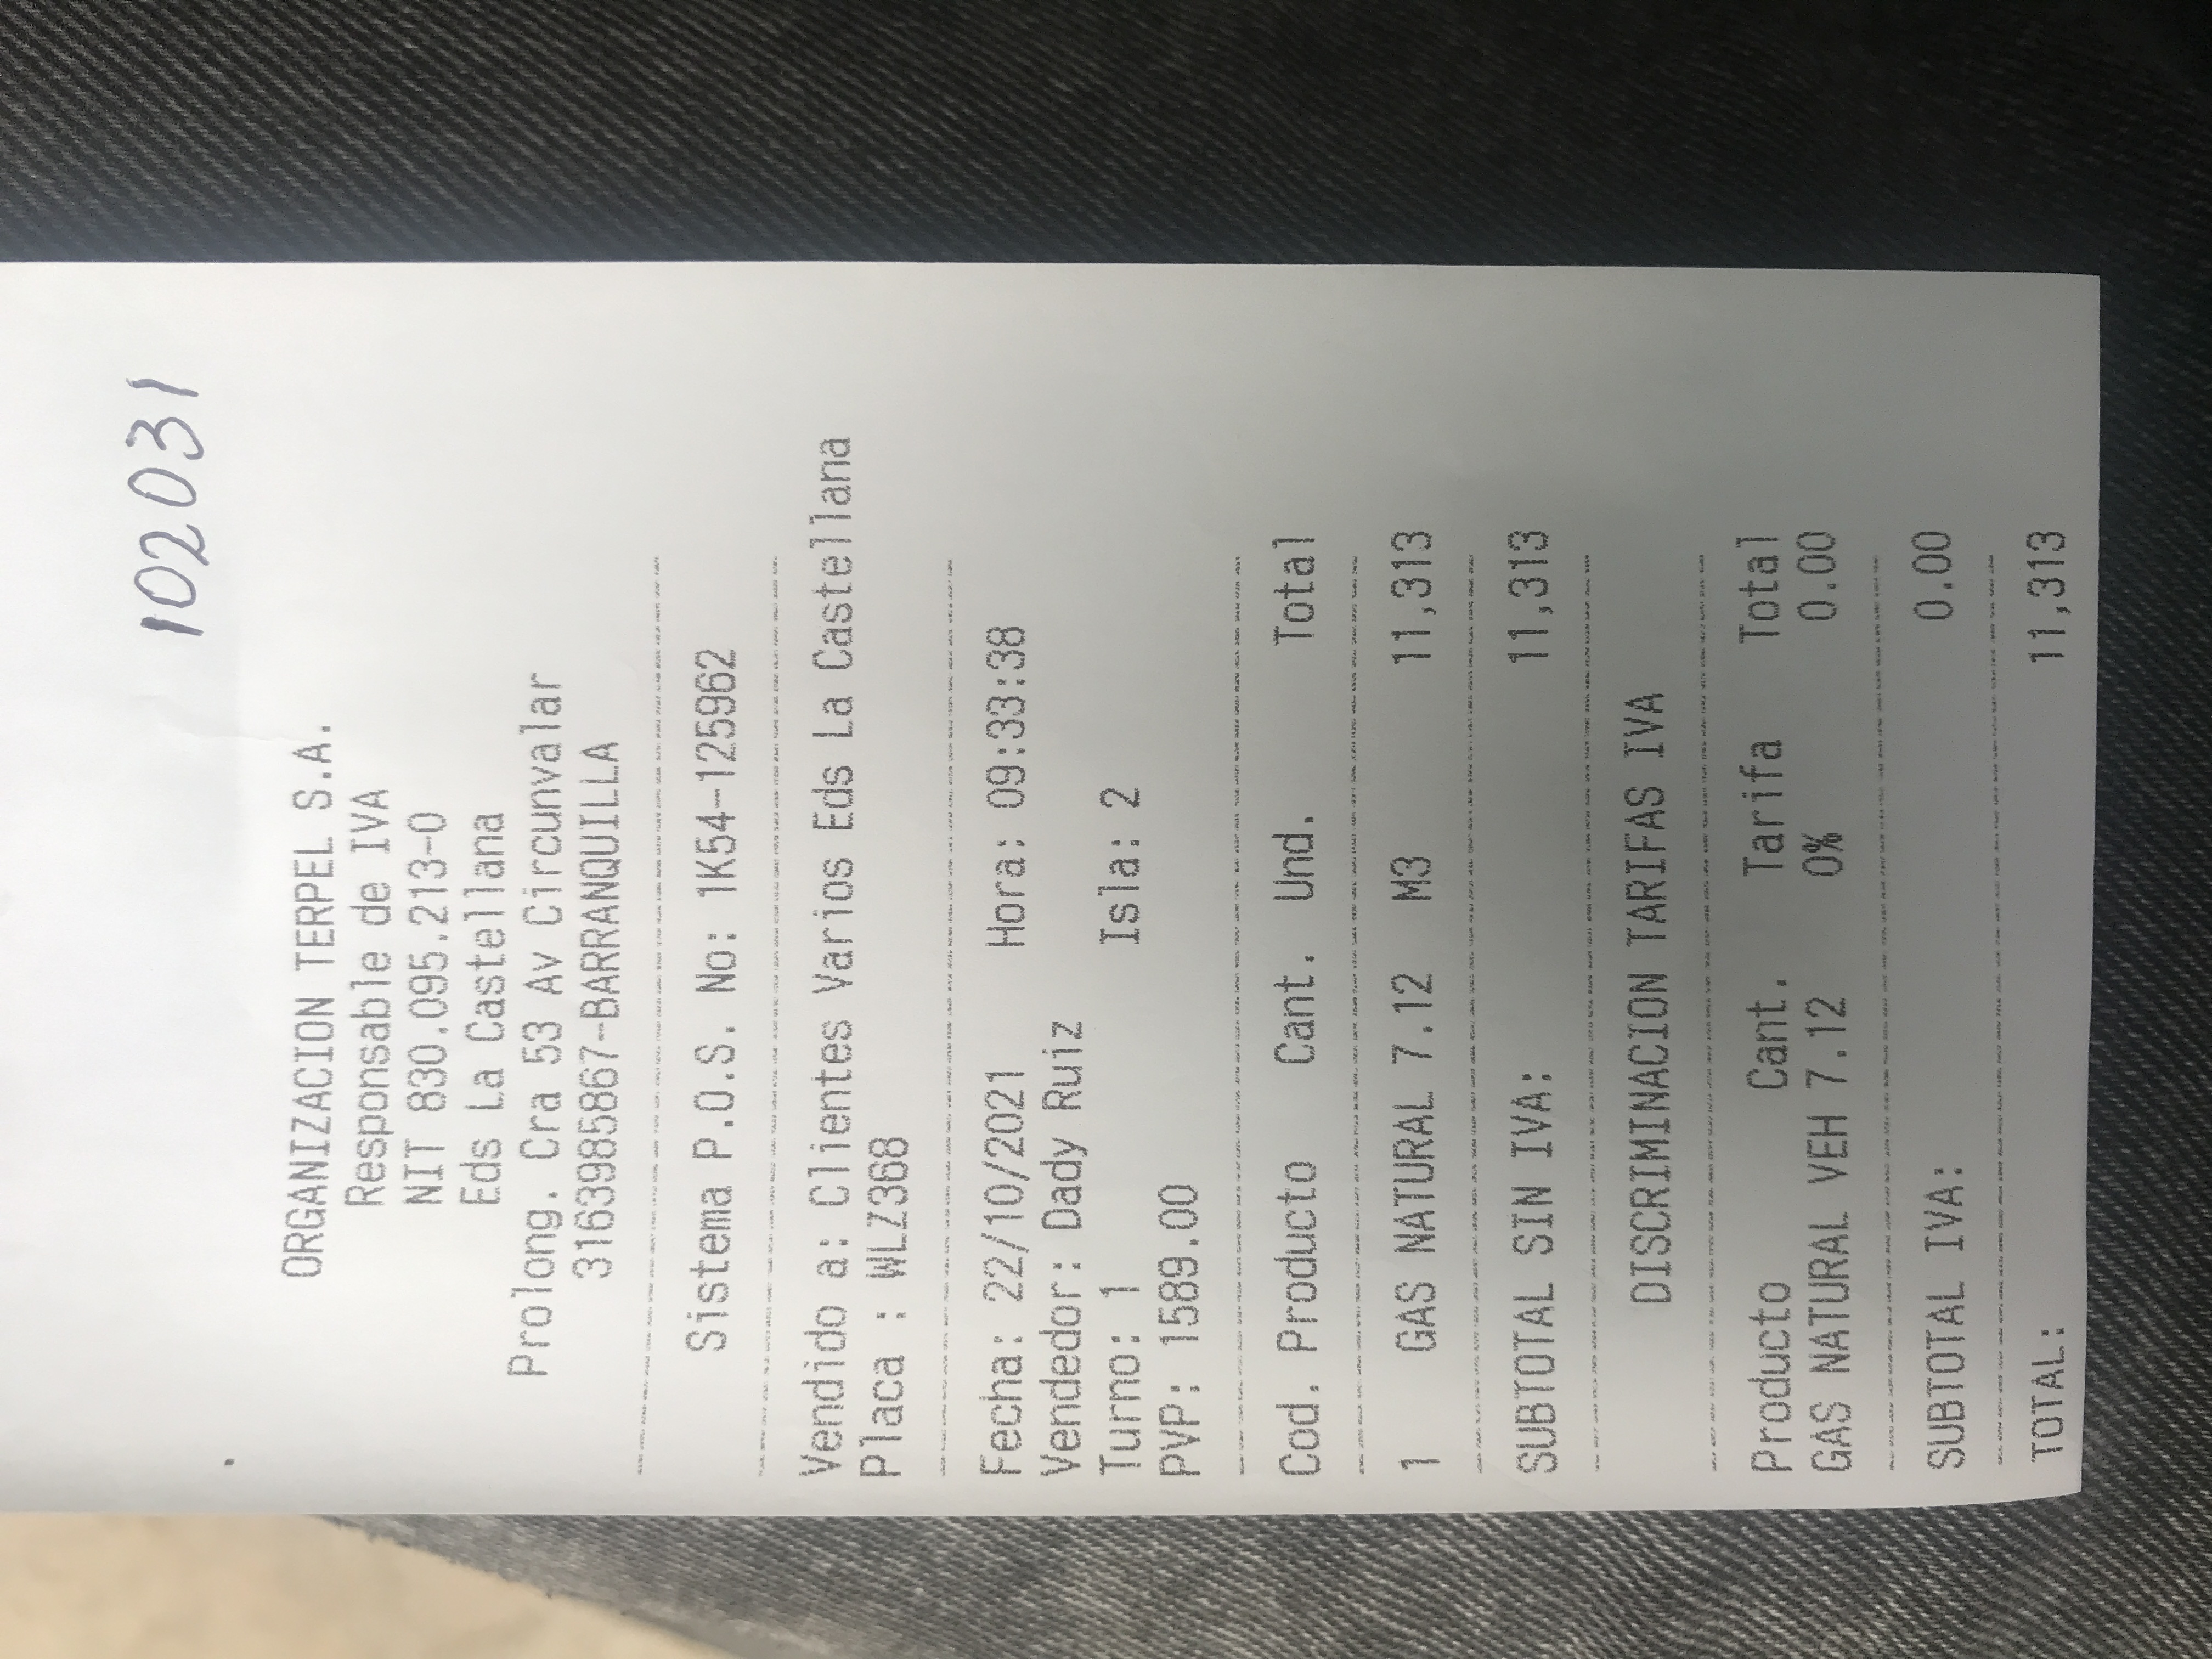 102031
ORGANIZACION TERPEL S.A.
Responsable de IVA
NIT 830.095.213-0
Eds La Castellana
Prolong. Cra 53 Av Circunvalar
3163985867-BARRANQUILLA
Sistema P.O.S. No: 1K54-125962
Vendido a: Clientes Varios Eds La Castellana
Placa : WLZ368
Fecha: 22/10/2021 Hora: 09:33:38
Vendedor: Dady Ruiz
Turno: 1 Isla: 2
PVP: 1589.00
Cod. Producto Cant. Und. Total
1 GAS NATURAL 7.12 M3 11,313
SUBTOTAL SIN IVA: 11,313
DISCRIMINACION TARIFAS IVA
Producto Cant. Tarifa Total
GAS NATURAL VEH 7.12 0% 0.00
SUBTOTAL IVA: 0.00
TOTAL: 11,313